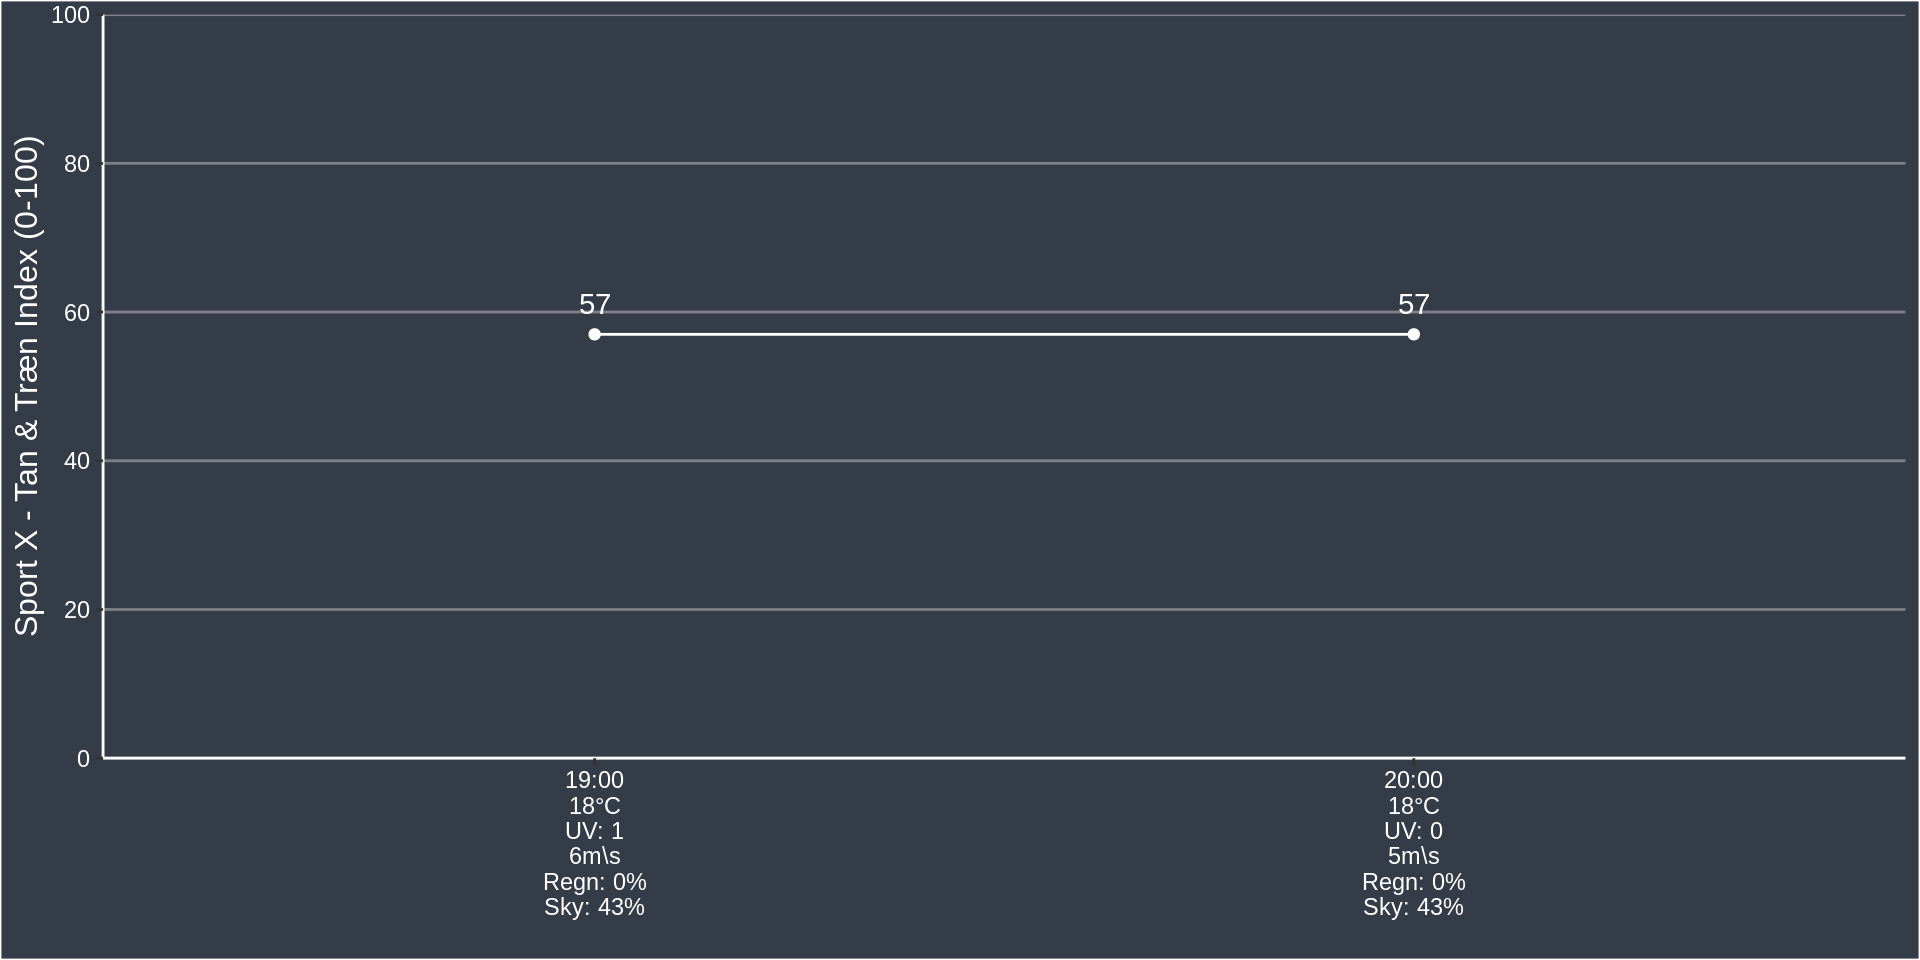 Sport X - Tan & Træn Index (0-100)
100
80
60
40
20
0
57
57
19:00
18°C
UV: 1
6m\s
Regn: 0%
Sky: 43%
20:00
18°C
UV: 0
5m\s
Regn: 0%
Sky: 43%